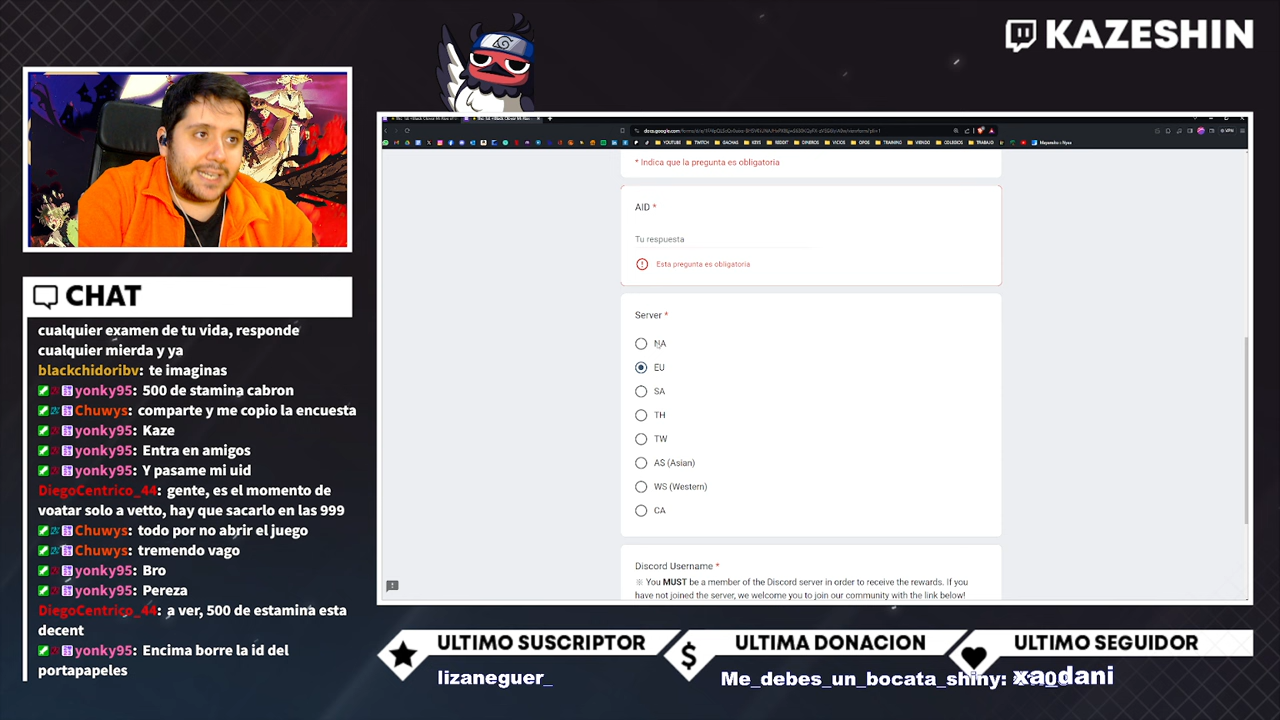 KAZESHIN
* Indica que la pregunta es obligatoria
AID *
Tu respuesta
Esta pregunta es obligatoria
Server *
NA
EU
SA
TH
TW
AS (Asian)
WS (Western)
CA
Discord Username *
※ You MUST be a member of the Discord server in order to receive the rewards. If you
have not joined the server, we welcome you to join our community with the link below!
CHAT
cualquier examen de tu vida, responde
cualquier mierda y ya
blackchidoribv: te imaginas
yonky95: 500 de stamina cabron
Chuwys: comparte y me copio la encuesta
yonky95: Kaze
yonky95: Entra en amigos
yonky95: Y pasame mi uid
DiegoCentrico_44: gente, es el momento de
voatar solo a vetto, hay que sacarlo en las 999
Chuwys: todo por no abrir el juego
Chuwys: tremendo vago
yonky95: Bro
yonky95: Pereza
DiegoCentrico_44: a ver, 500 de estamina esta
decent
yonky95: Encima borre la id del
portapapeles
ULTIMO SUSCRIPTOR
lizaneguer_
ULTIMA DONACION
Me_debes_un_bocata_shiny:
ULTIMO SEGUIDOR
xa_dani